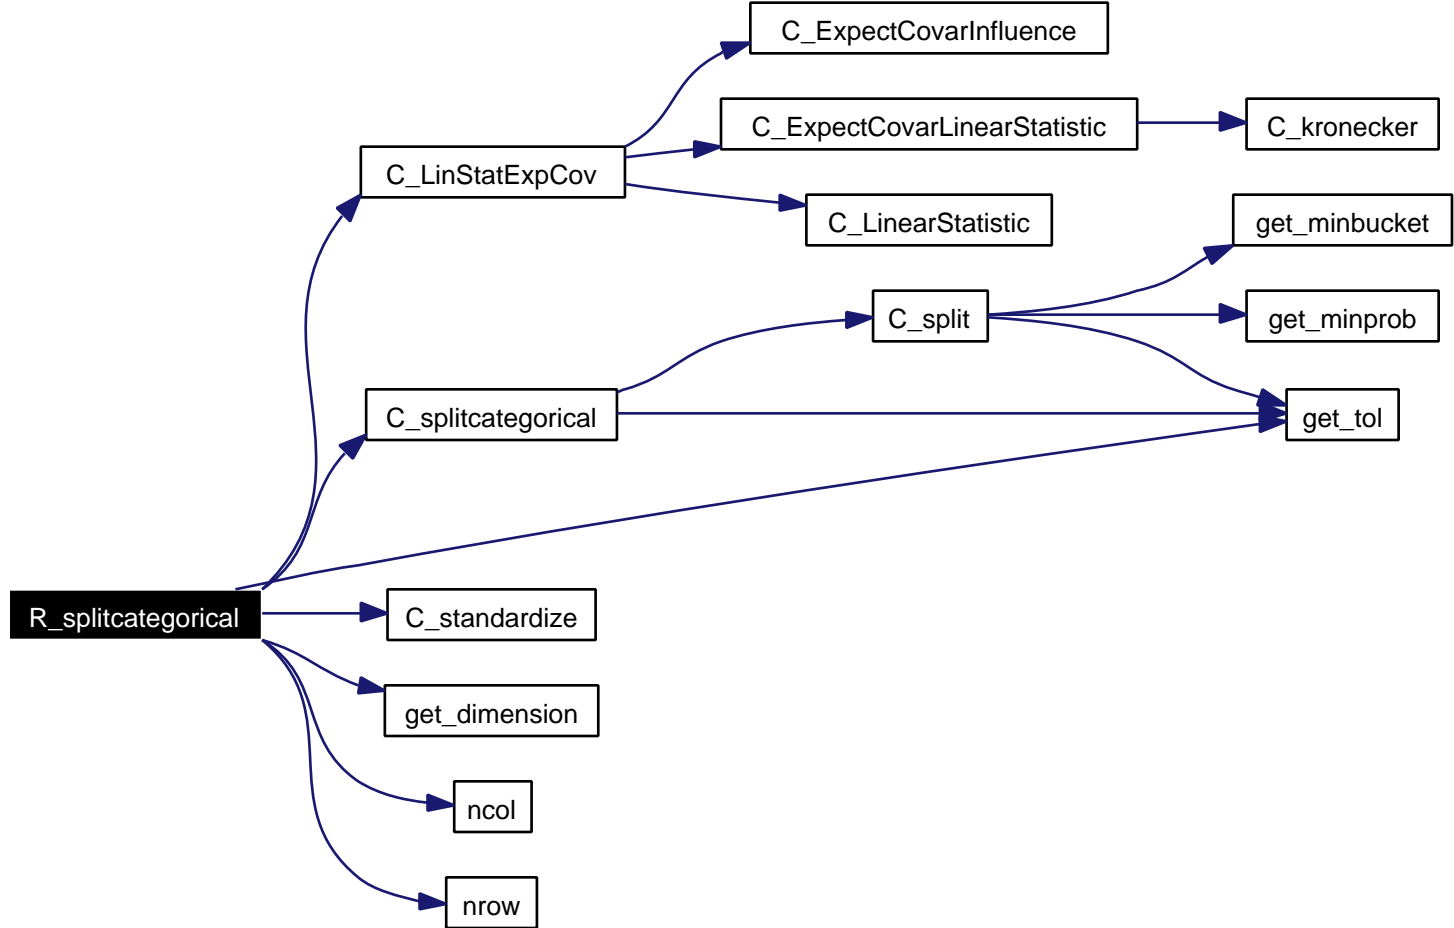 C_ExpectCovarInfluence
C_ExpectCovarLinearStatistic
C_kronecker
C_LinStatExpCov
C_LinearStatistic
get_minbucket
C_split
get_minprob
C_splitcategorical
get_tol
R_splitcategorical
C_standardize
get_dimension
ncol
nrow